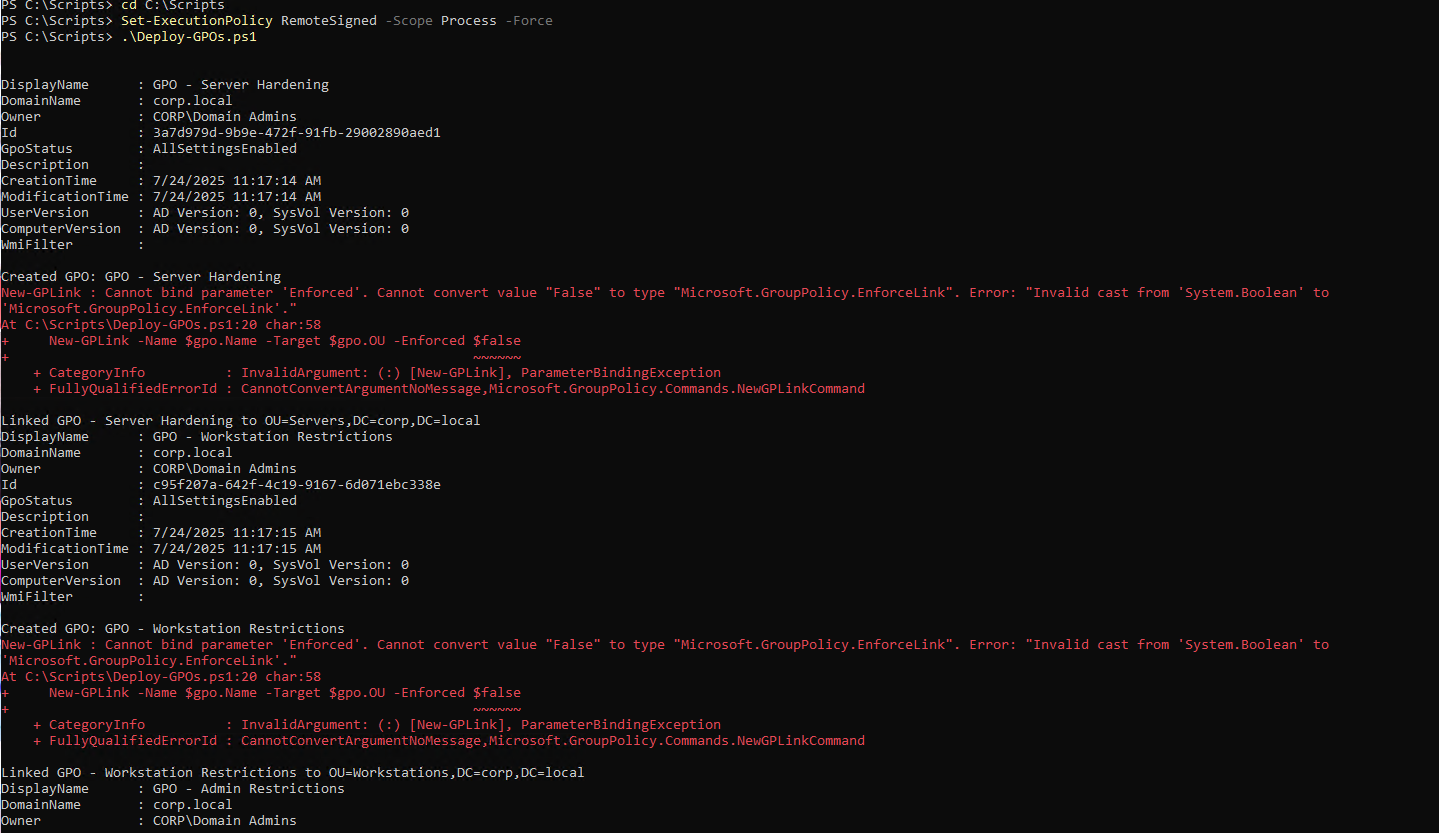 PS C:\Scripts> cd C:\Scripts
PS C:\Scripts> Set-ExecutionPolicy RemoteSigned -Scope Process -Force
PS C:\Scripts> .\Deploy-GPOs.ps1
DisplayName      : GPO - Server Hardening
DomainName       : corp.local
Owner            : CORP\Domain Admins
Id               : 3a7d979d-9b9e-472f-91fb-29002890aed1
GpoStatus        : AllSettingsEnabled
Description      :
CreationTime     : 7/24/2025 11:17:14 AM
ModificationTime : 7/24/2025 11:17:14 AM
UserVersion      : AD Version: 0, SysVol Version: 0
ComputerVersion  : AD Version: 0, SysVol Version: 0
WmiFilter        :
Created GPO: GPO - Server Hardening
New-GPLink : Cannot bind parameter 'Enforced'. Cannot convert value "False" to type "Microsoft.GroupPolicy.EnforceLink". Error: "Invalid cast from 'System.Boolean' to
'Microsoft.GroupPolicy.EnforceLink'."
At C:\Scripts\Deploy-GPOs.ps1:20 char:58
+     New-GPLink -Name $gpo.Name -Target $gpo.OU -Enforced $false
+                                                          ~~~~~~
    + CategoryInfo          : InvalidArgument: (:) [New-GPLink], ParameterBindingException
    + FullyQualifiedErrorId : CannotConvertArgumentNoMessage,Microsoft.GroupPolicy.Commands.NewGPLinkCommand
Linked GPO - Server Hardening to OU=Servers,DC=corp,DC=local
DisplayName      : GPO - Workstation Restrictions
DomainName       : corp.local
Owner            : CORP\Domain Admins
Id               : c95f207a-642f-4c19-9167-6d071ebc338e
GpoStatus        : AllSettingsEnabled
Description      :
CreationTime     : 7/24/2025 11:17:15 AM
ModificationTime : 7/24/2025 11:17:15 AM
UserVersion      : AD Version: 0, SysVol Version: 0
ComputerVersion  : AD Version: 0, SysVol Version: 0
WmiFilter        :
Created GPO: GPO - Workstation Restrictions
New-GPLink : Cannot bind parameter 'Enforced'. Cannot convert value "False" to type "Microsoft.GroupPolicy.EnforceLink". Error: "Invalid cast from 'System.Boolean' to
'Microsoft.GroupPolicy.EnforceLink'."
At C:\Scripts\Deploy-GPOs.ps1:20 char:58
+     New-GPLink -Name $gpo.Name -Target $gpo.OU -Enforced $false
+                                                          ~~~~~~
    + CategoryInfo          : InvalidArgument: (:) [New-GPLink], ParameterBindingException
    + FullyQualifiedErrorId : CannotConvertArgumentNoMessage,Microsoft.GroupPolicy.Commands.NewGPLinkCommand
Linked GPO - Workstation Restrictions to OU=Workstations,DC=corp,DC=local
DisplayName      : GPO - Admin Restrictions
DomainName       : corp.local
Owner            : CORP\Domain Admins